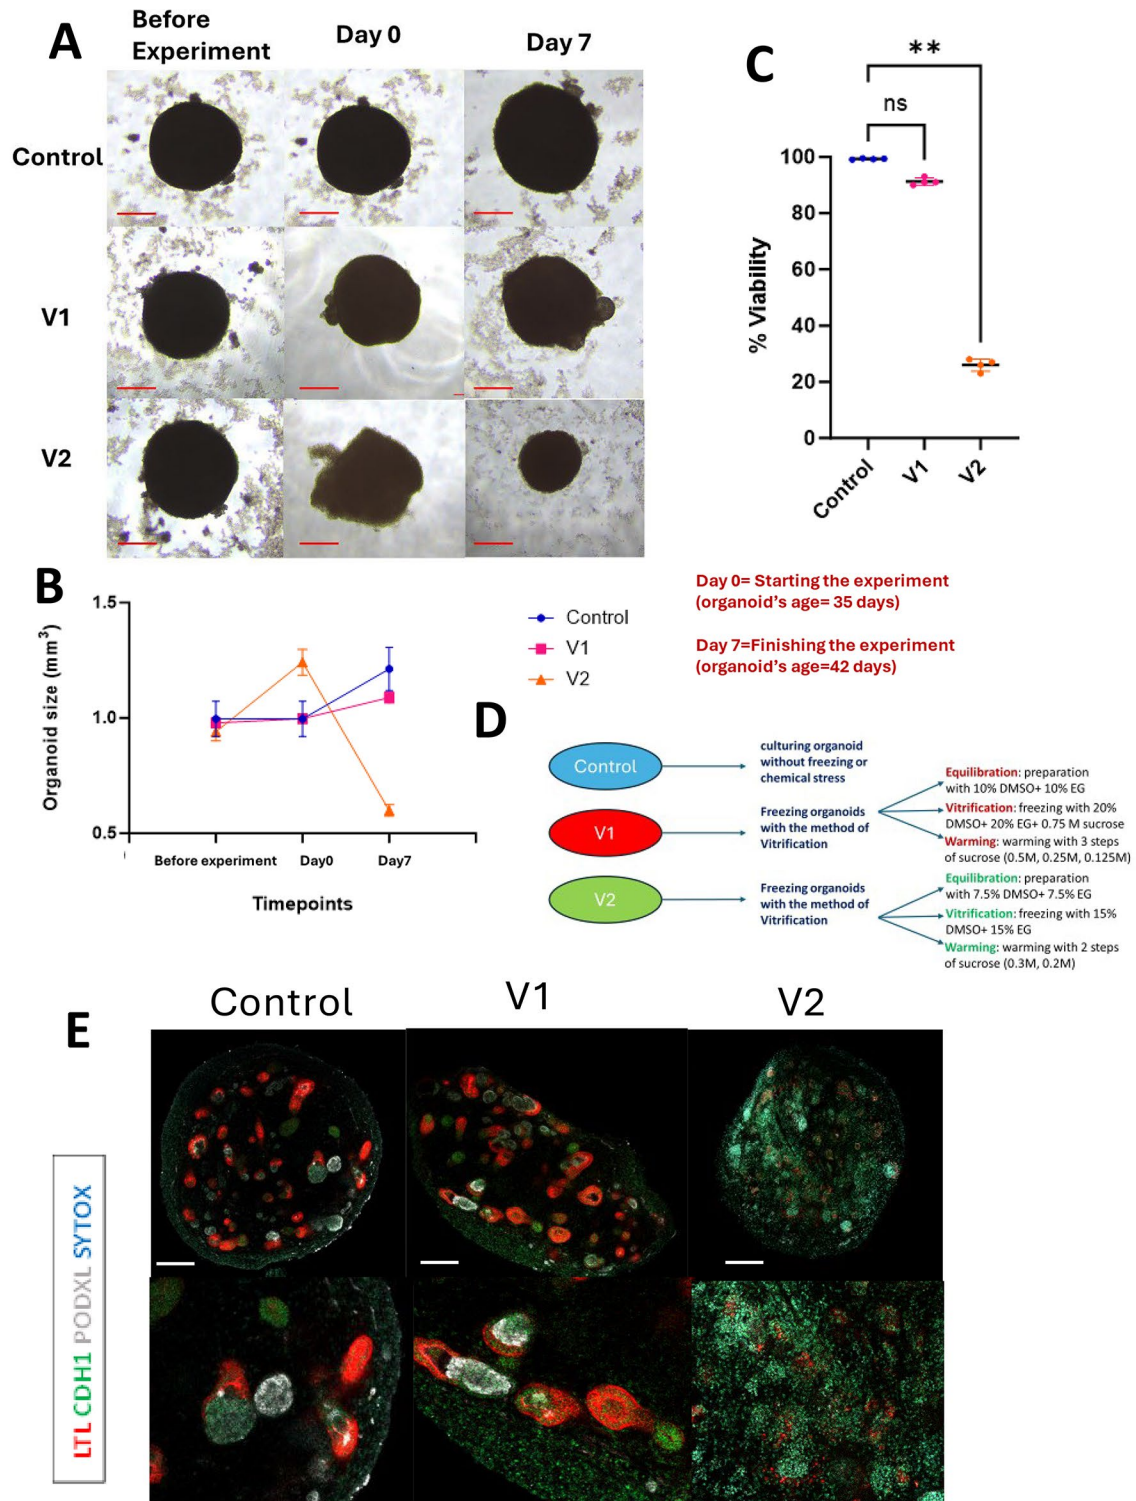 A
Before
Experiment
Day 0
Day 7
Control
V1
V2
C
**
ns
100
80
60
40
20
0
% Viability
Control
V1
V2
B
1.5
1.0
0.5
Organoid size (mm³)
Before experiment
Day0
Day7
Timepoints
Control
V1
V2
Day 0= Starting the experiment
(organoid's age= 35 days)
Day 7=Finishing the experiment
(organoid's age=42 days)
D
Control
culturing organoid
without freezing or
chemical stress
V1
Freezing organoids
with the method of
Vitrification
Equilibration: preparation
with 10% DMSO+ 10% EG
Vitrification: freezing with 20%
DMSO+ 20% EG+ 0.75 M sucrose
Warming: warming with 3 steps
of sucrose (0.5M, 0.25M, 0.125M)
V2
Freezing organoids
with the method of
Vitrification
Equilibration: preparation
with 7.5% DMSO+ 7.5% EG
Vitrification: freezing with 15%
DMSO+ 15% EG
Warming: warming with 2 steps
of sucrose (0.3M, 0.2M)
E
Control
V1
V2
LTL CDH1 PODXL SYTOX